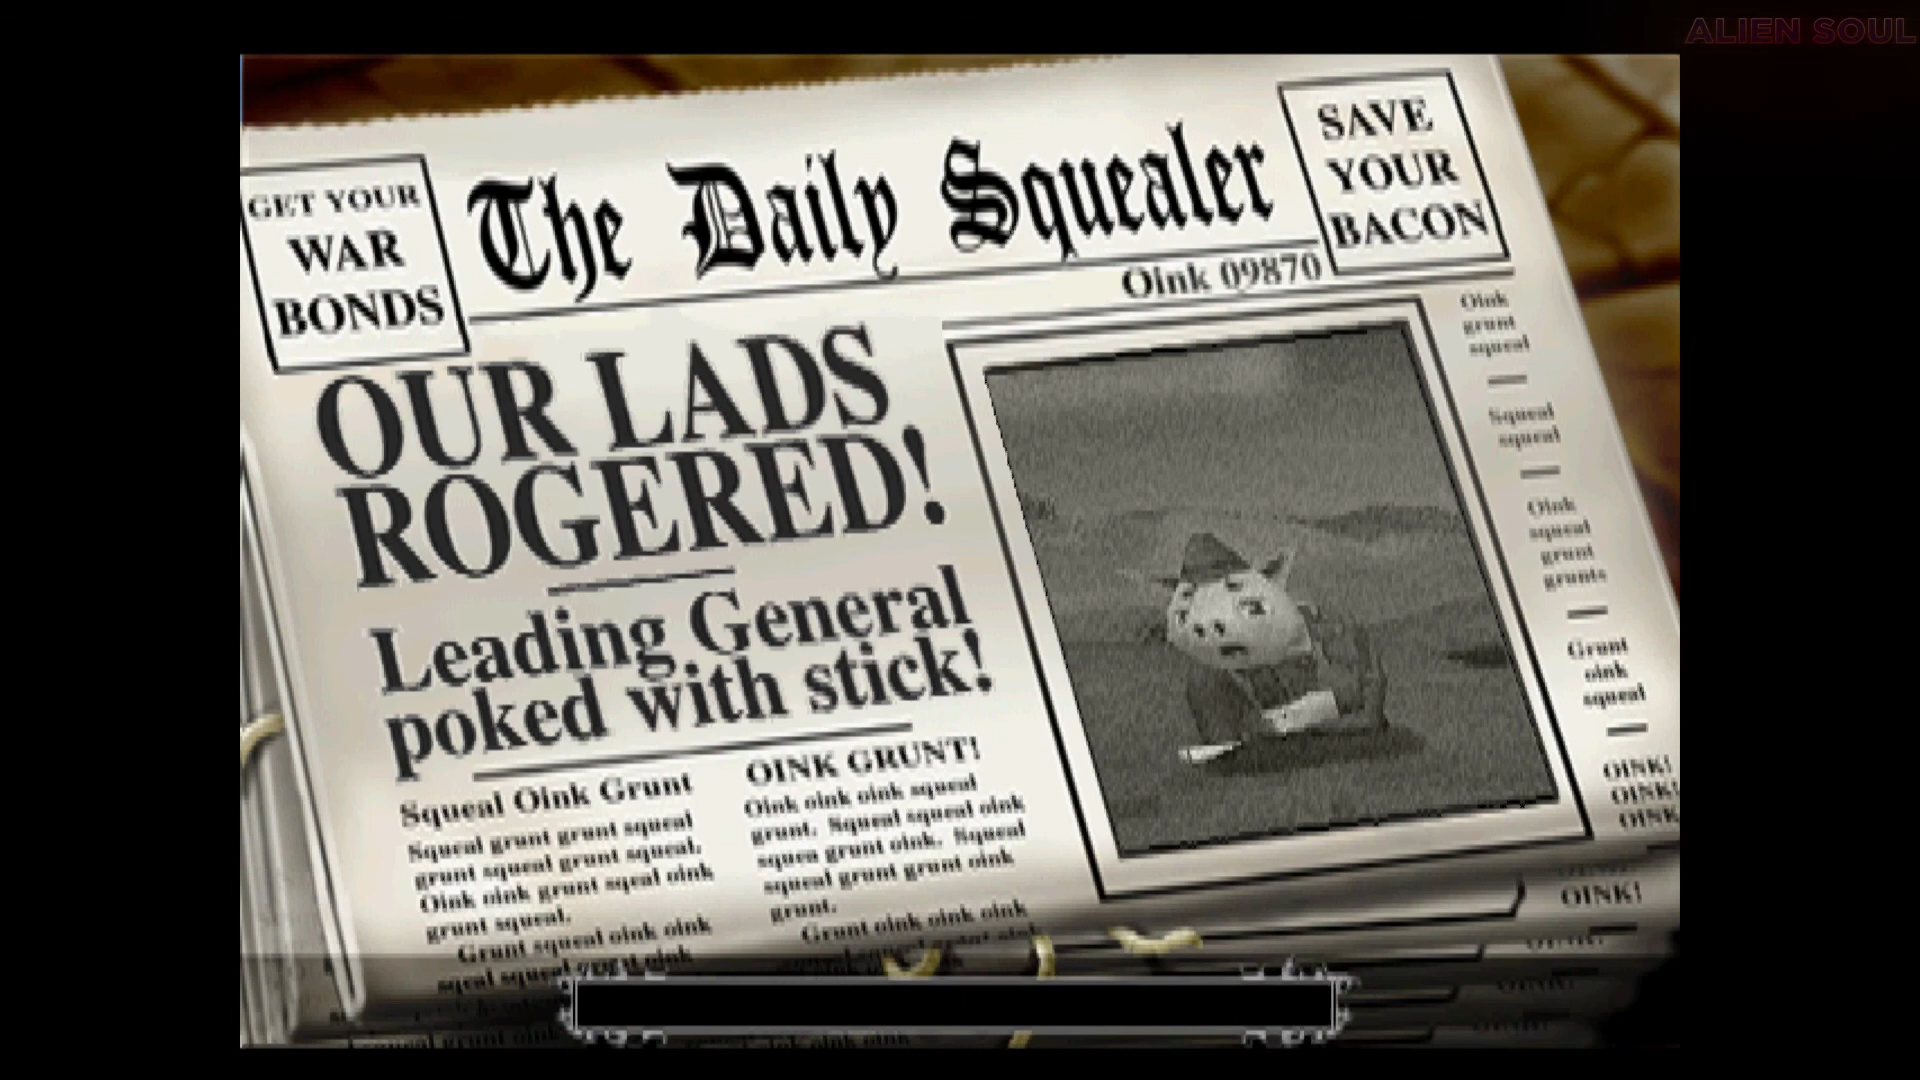 ALIEN SOUL
GET YOUR
WAR
BONDS
The Daily Squealer
SAVE
YOUR
BACON
Oink 09870
OUR LADS
ROGERED!
Leading General
poked with stick!
Squeal Oink Grunt
Squeal grunt grunt squeal
grunt squeal grunt squeal.
Oink oink grunt sqeal oink
grunt squeal.
Grunt squeal oink oink
sqeal squeal grunt oink
OINK GRUNT!
Oink oink oink squeal
grunt. Squeal squeal oink
squea grunt oink. Squeal
squeal grunt grunt oink
grunt.
Grunt oink oink oink
Oink
grunt
squeal
Squeal
squeal
Oink
squeal
grunt
grunts
Grunt
oink
squeal
OINK!
OINK!
OINK
OINK!